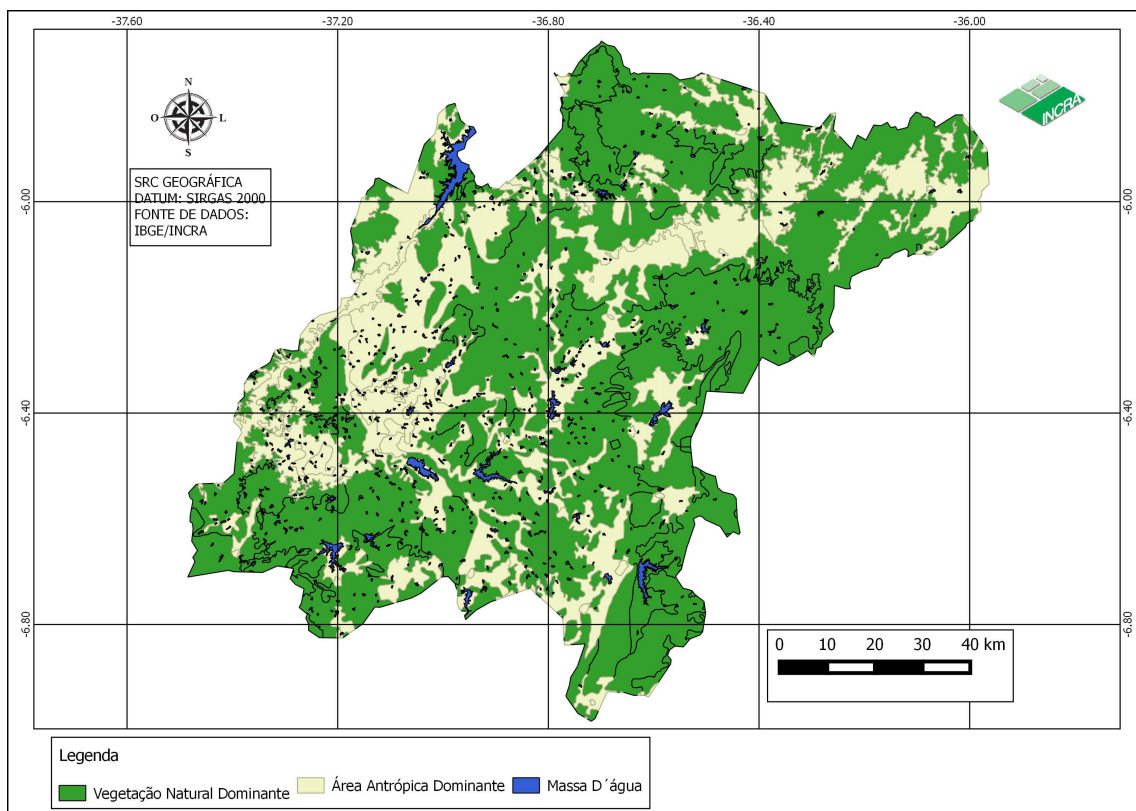 -37.60 -37.20 -36.80 -36.40 -36.00
N
O L
S
INCRA
SRC GEOGRÁFICA
DATUM: SIRGAS 2000
FONTE DE DADOS:
IBGE/INCRA
-6.00 -6.00
-6.40 -6.40
-6.80 -6.80
0 10 20 30 40 km
Legenda
Vegetação Natural Dominante Área Antrópica Dominante Massa D´água